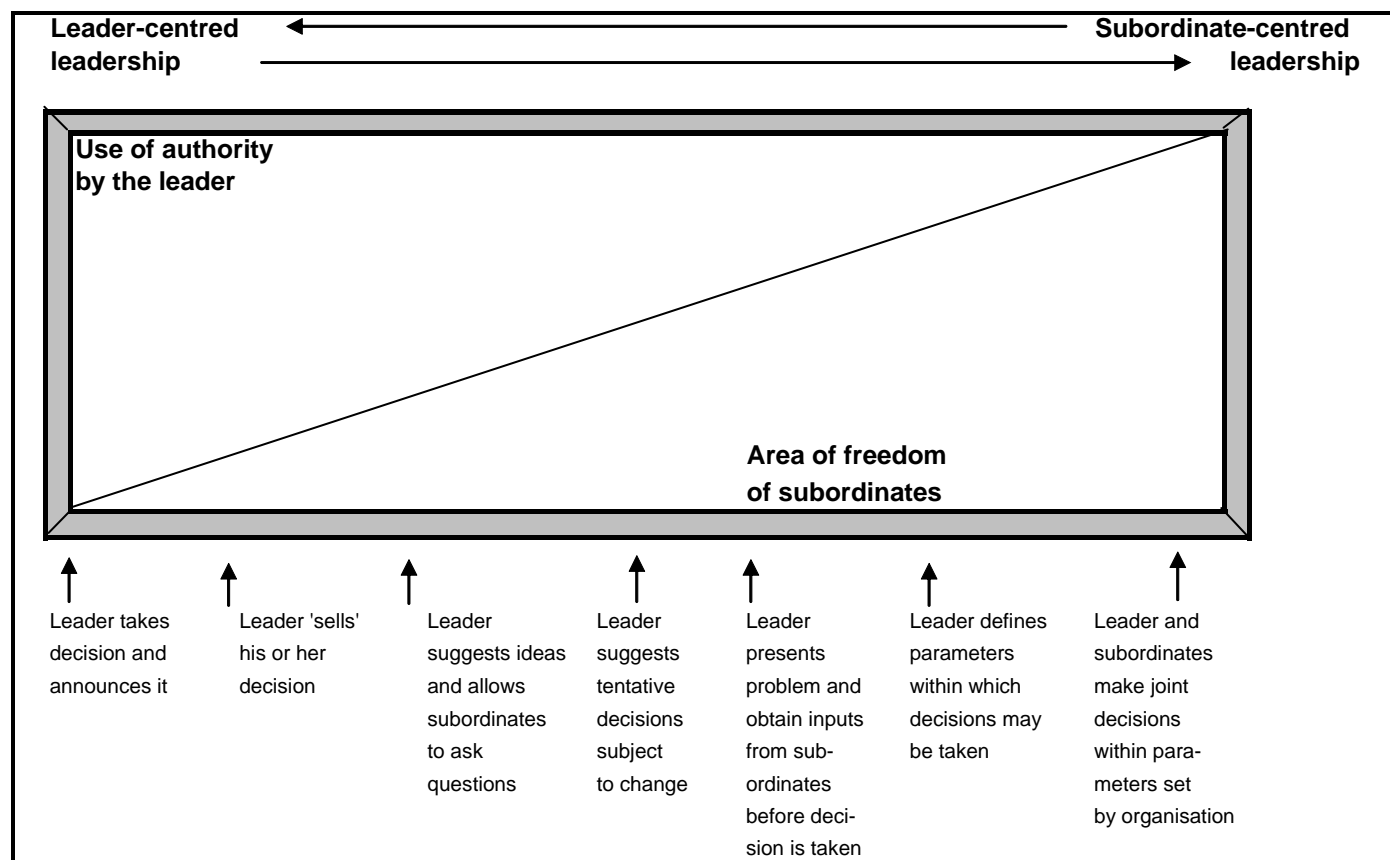 Leader-centred
leadership
Subordinate-centred
leadership
Use of authority
by the leader
Area of freedom
of subordinates
Leader takes
decision and
announces it
Leader 'sells'
his or her
decision
Leader
suggests ideas
and allows
subordinates
to ask
questions
Leader
suggests
tentative
decisions
subject
to change
Leader
presents
problem and
obtain inputs
from sub-
ordinates
before deci-
sion is taken
Leader defines
parameters
within which
decisions may
be taken
Leader and
subordinates
make joint
decisions
within para-
meters set
by organisation